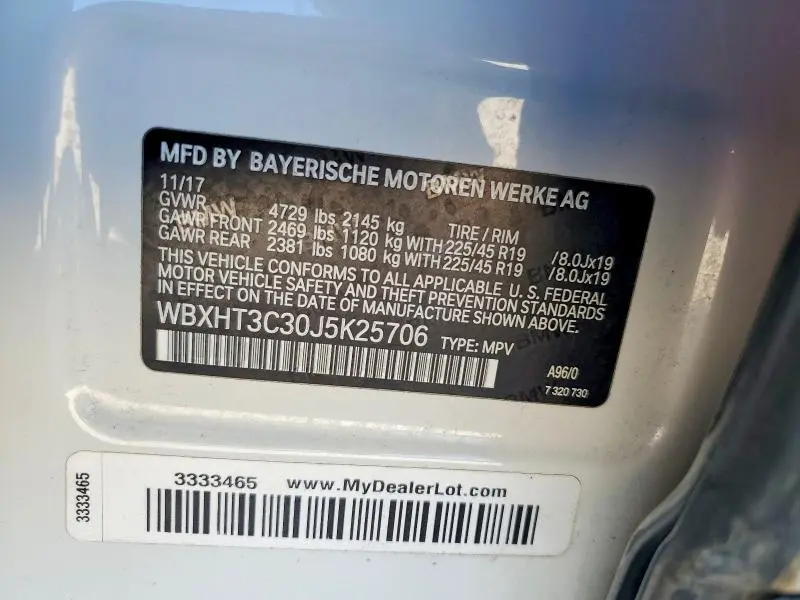 MFD BY BAYERISCHE MOTOREN WERKE AG
11/17
GVWR 4729 lbs 2145 kg TIRE / RIM
GAWR FRONT 2469 lbs 1120 kg WITH 225/45 R19 /8.0Jx19
GAWR REAR 2381 lbs 1080 kg WITH 225/45 R19 /8.0Jx19
THIS VEHICLE CONFORMS TO ALL APPLICABLE U. S. FEDERAL
MOTOR VEHICLE SAFETY AND THEFT PREVENTION STANDARDS
IN EFFECT ON THE DATE OF MANUFACTURE SHOWN ABOVE.
WBXHT3C30J5K25706 TYPE: MPV
A96/0
7 320 730
3333465
3333465 www.MyDealerLot.com